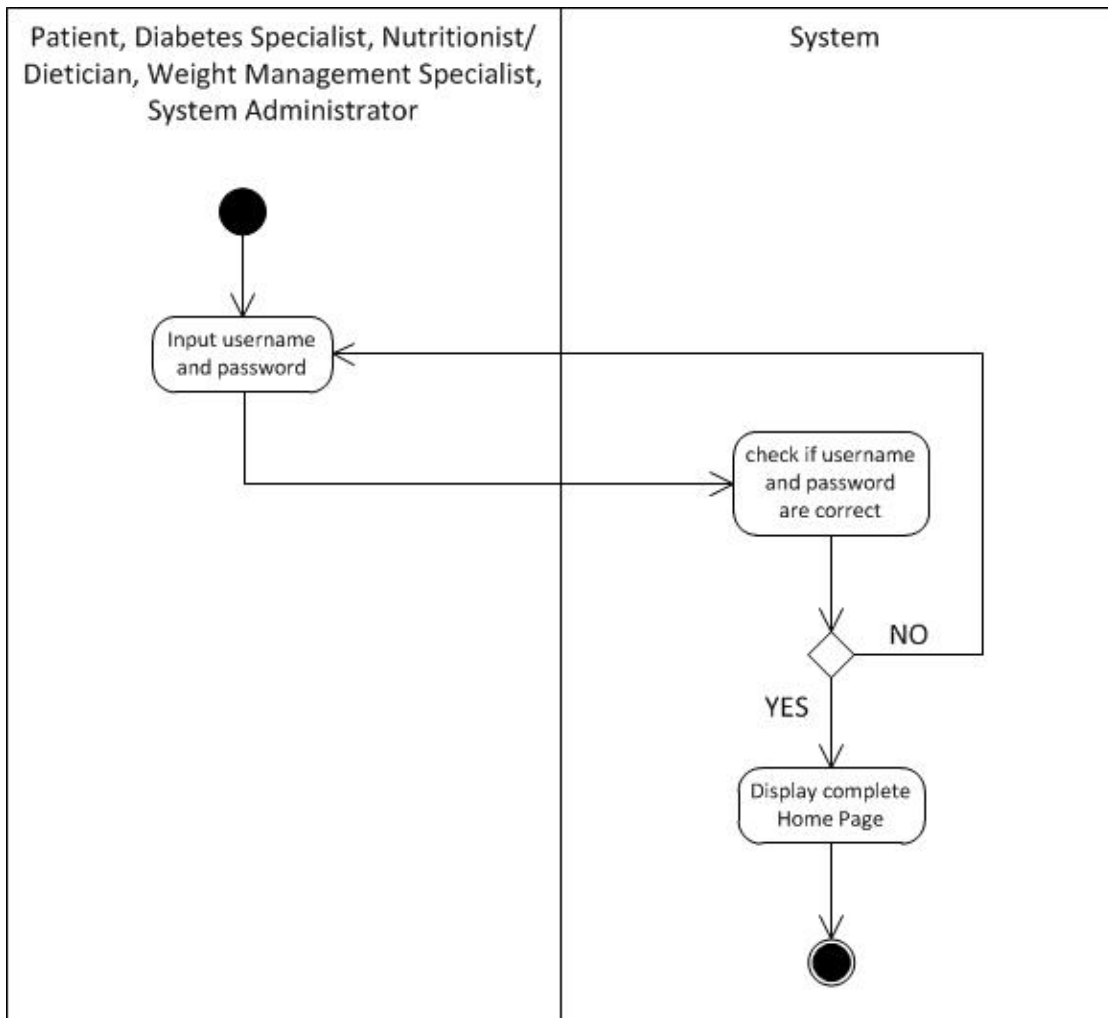 Patient, Diabetes Specialist, Nutritionist/
Dietician, Weight Management Specialist,
System Administrator
System
Input username
and password
check if username
and password
are correct
NO
YES
Display complete
Home Page